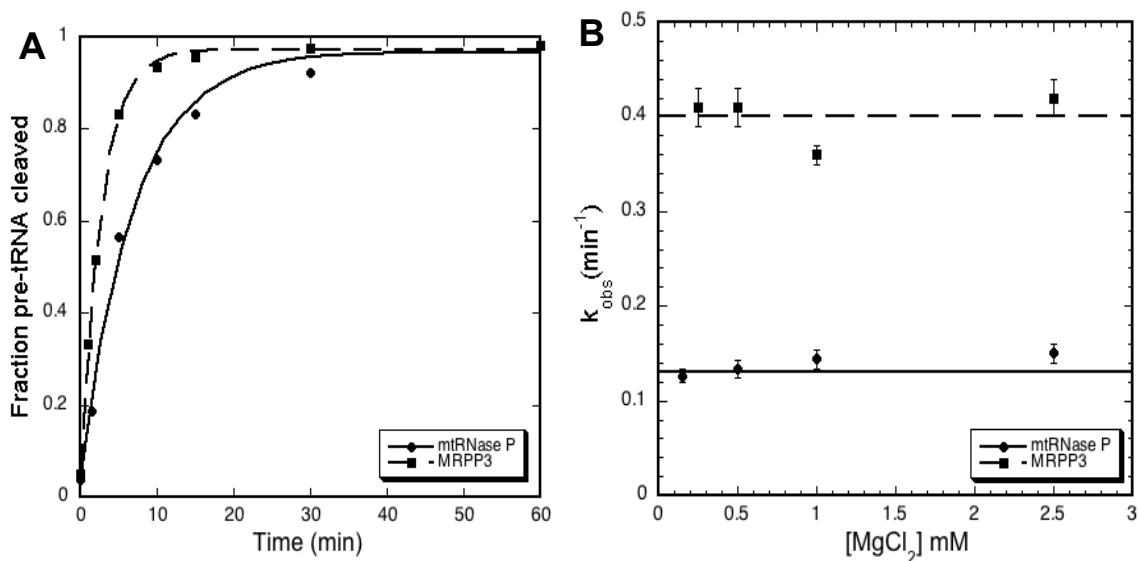 A
Fraction pre-tRNA cleaved
1
0.8
0.6
0.4
0.2
0
0 10 20 30 40 50 60
Time (min)
mtRNase P
MRPP3
B
k_obs(min⁻¹)
0.5
0.4
0.3
0.2
0.1
0
0 0.5 1 1.5 2 2.5 3
[MgCl₂] mM
mtRNase P
MRPP3